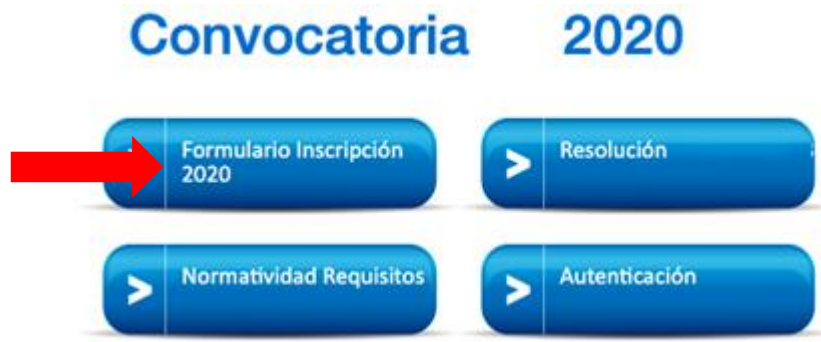 Convocatoria 2020
Formulario Inscripción
2020
> Resolución
> Normatividad Requisitos
> Autenticación